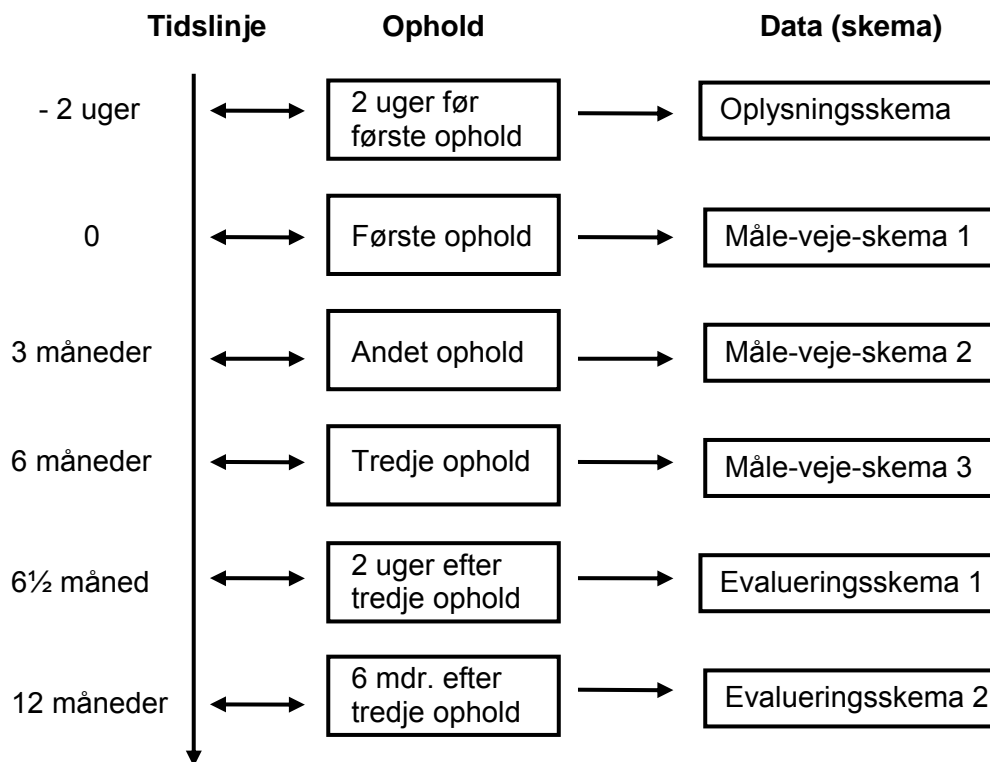 Tidslinje Ophold Data (skema)
- 2 uger
2 uger før
første ophold
Oplysningsskema
0
Første ophold
Måle-veje-skema 1
3 måneder
Andet ophold
Måle-veje-skema 2
6 måneder
Tredje ophold
Måle-veje-skema 3
6½ måned
2 uger efter
tredje ophold
Evalueringsskema 1
12 måneder
6 mdr. efter
tredje ophold
Evalueringsskema 2